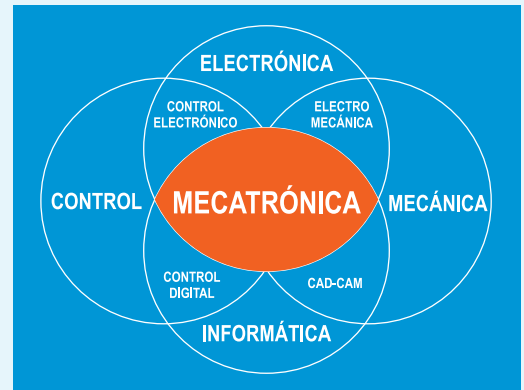 ELECTRÓNICA
CONTROL
ELECTRÓNICO
ELECTRO
MECÁNICA
CONTROL
MECATRÓNICA
MECÁNICA
CONTROL
DIGITAL
CAD-CAM
INFORMÁTICA